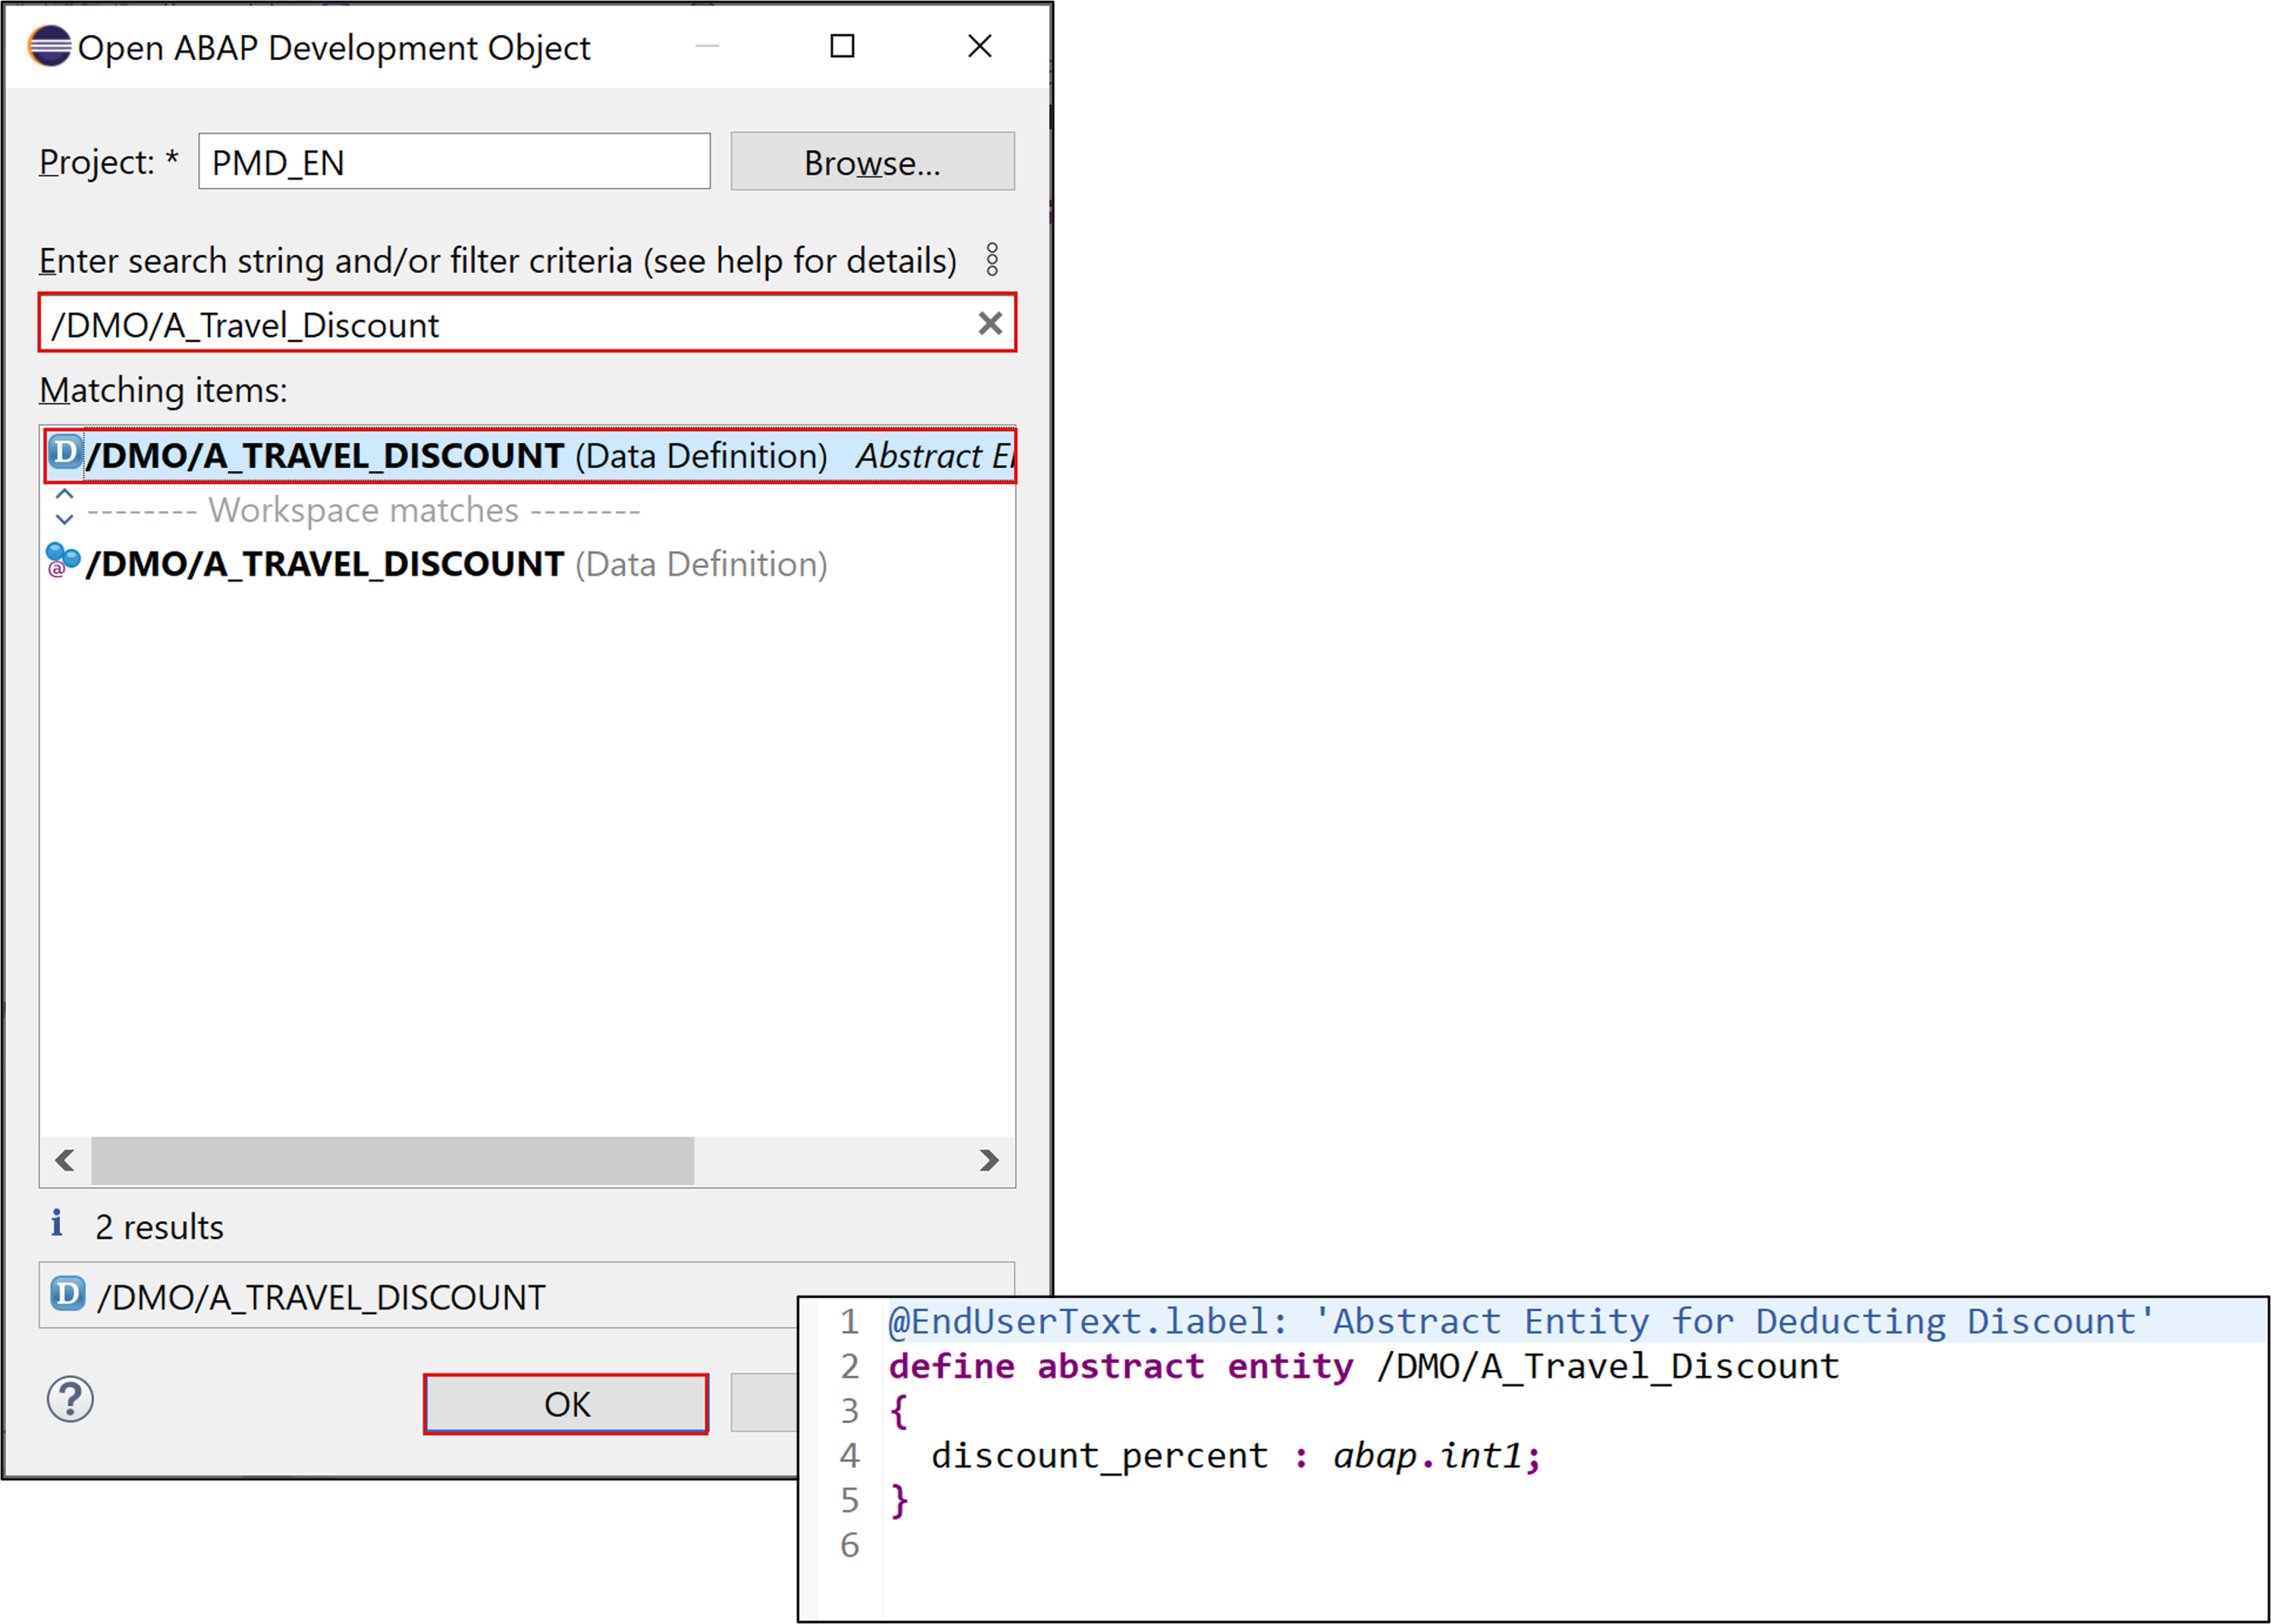 Open ABAP Development Object
Project: * PMD_EN Browse...
Enter search string and/or filter criteria (see help for details)
/DMO/A_Travel_Discount
Matching items:
/DMO/A_TRAVEL_DISCOUNT (Data Definition) Abstract
-------- Workspace matches --------
/DMO/A_TRAVEL_DISCOUNT (Data Definition)
2 results
/DMO/A_TRAVEL_DISCOUNT
OK
1 @EndUserText.label: 'Abstract Entity for Deducting Discount'
2 define abstract entity /DMO/A_Travel_Discount
3 {
4 discount_percent : abap.int1;
5 }
6